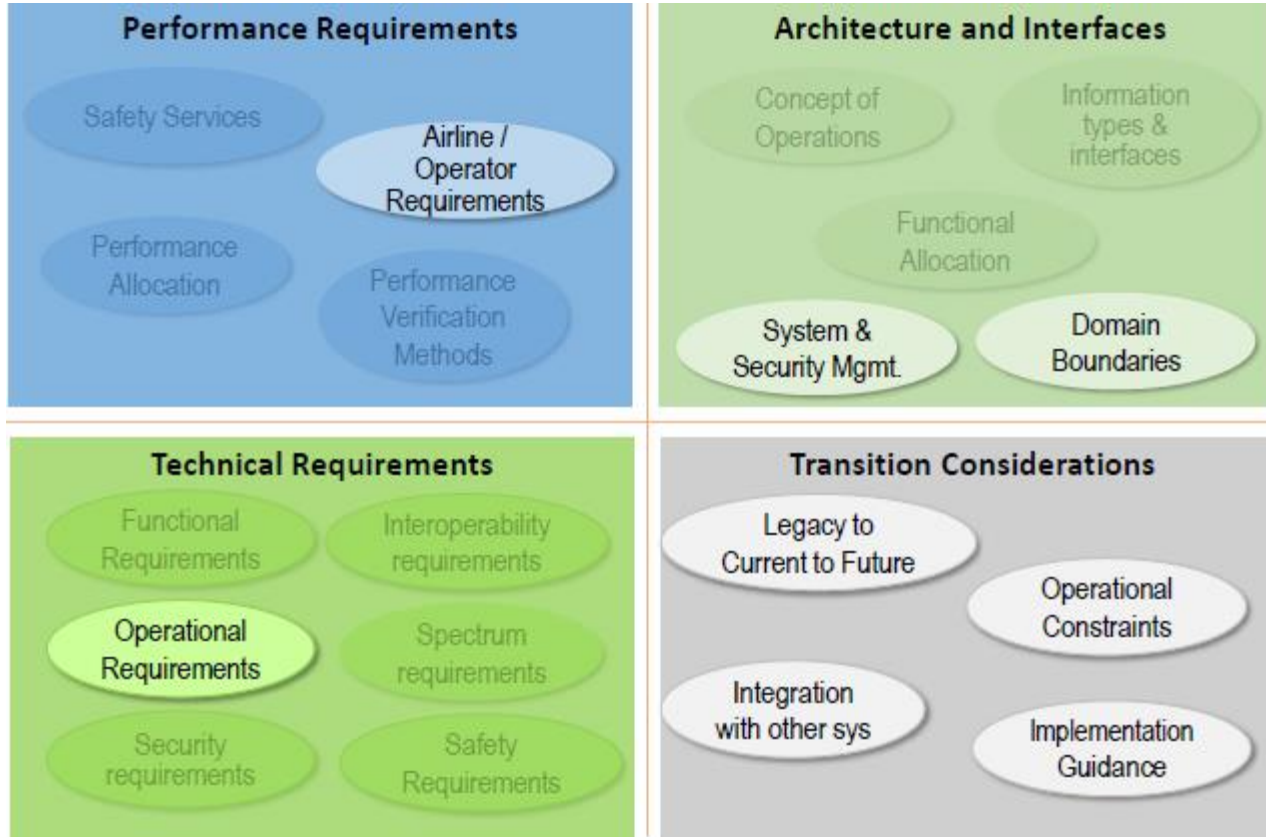 Performance Requirements
Safety Services
Airline /
Operator
Requirements
Performance
Allocation
Performance
Verification
Methods
Architecture and Interfaces
Concept of
Operations
Information
types &
interfaces
Functional
Allocation
System &
Security Mgmt.
Domain
Boundaries
Technical Requirements
Functional
Requirements
Interoperability
requirements
Operational
Requirements
Spectrum
requirements
Security
requirements
Safety
Requirements
Transition Considerations
Legacy to
Current to Future
Operational
Constraints
Integration
with other sys
Implementation
Guidance